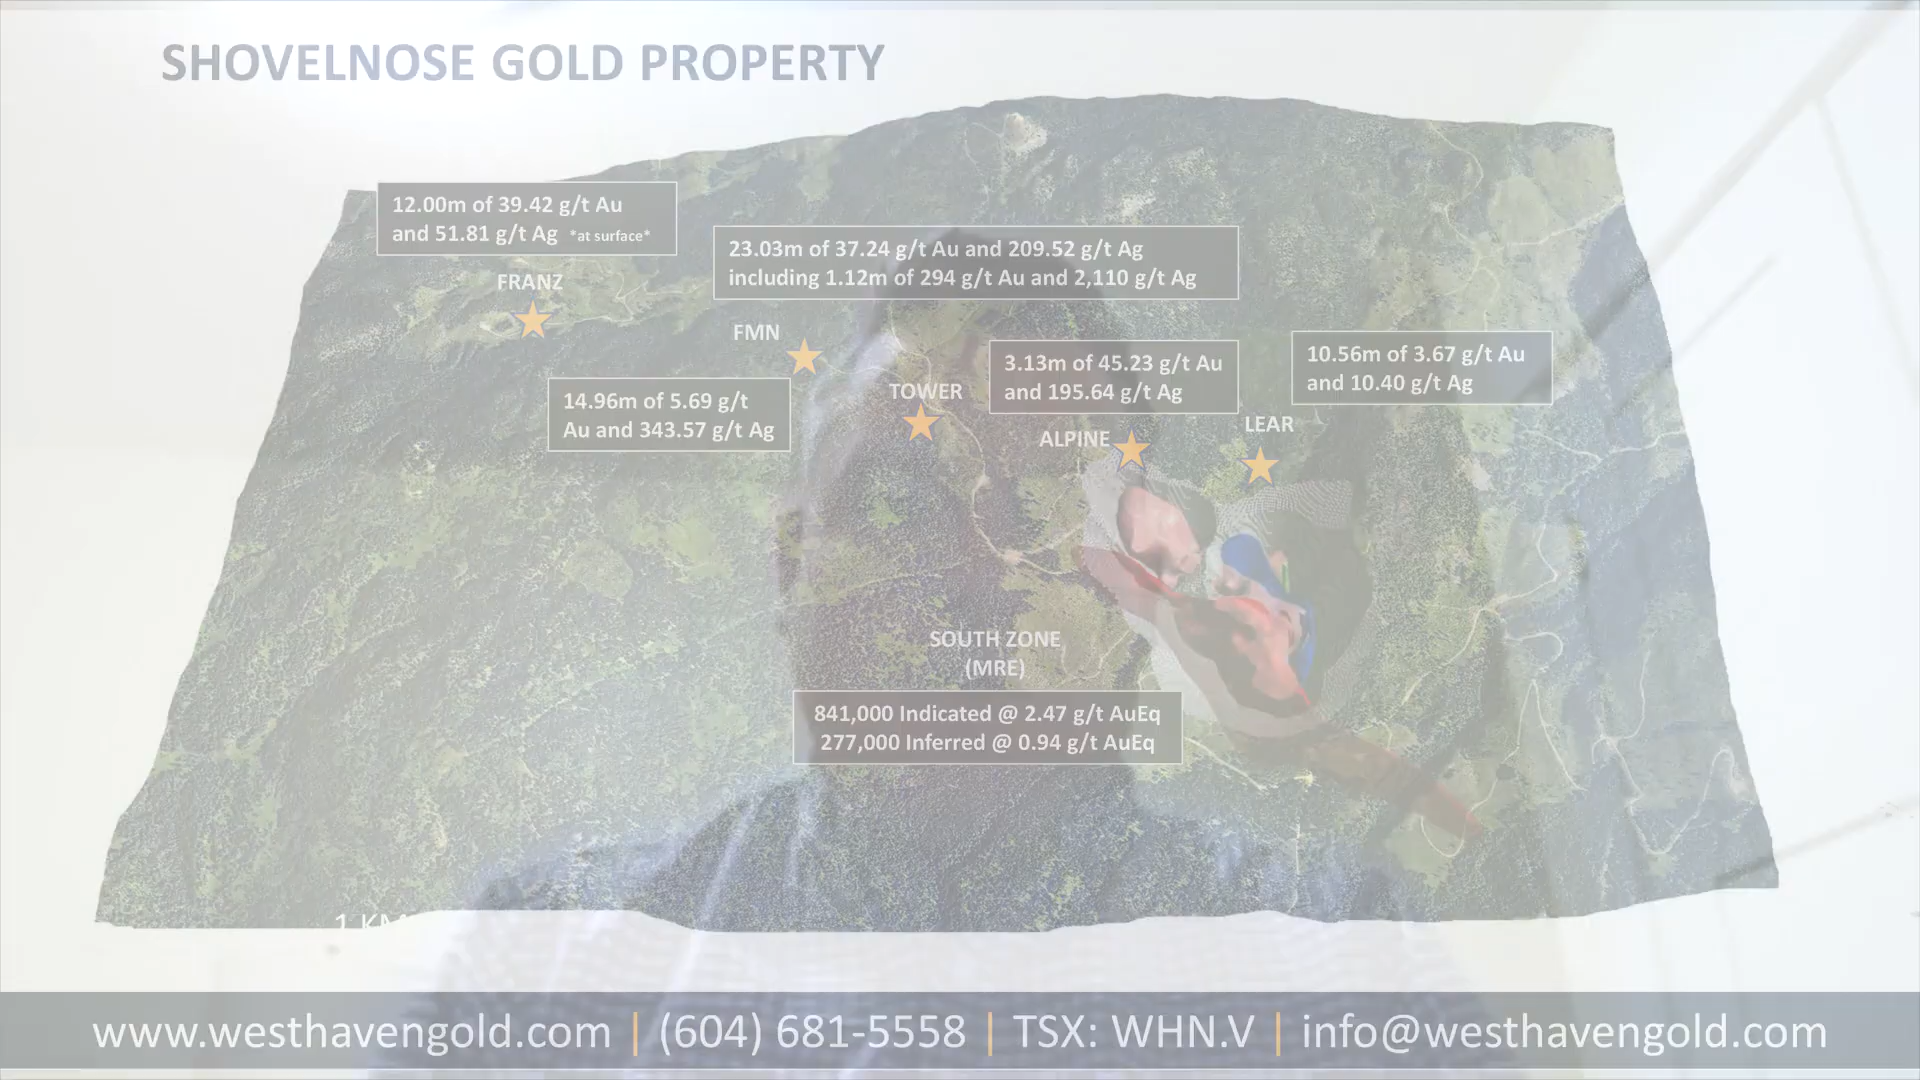 SHOVELNOSE GOLD PROPERTY
12.00m of 39.42 g/t Au
and 51.81 g/t Ag *at surface*
FRANZ
23.03m of 37.24 g/t Au and 209.52 g/t Ag
including 1.12m of 294 g/t Au and 2,110 g/t Ag
FMN
14.96m of 5.69 g/t
Au and 343.57 g/t Ag
TOWER
3.13m of 45.23 g/t Au
and 195.64 g/t Ag
ALPINE
10.56m of 3.67 g/t Au
and 10.40 g/t Ag
LEAR
SOUTH ZONE
(MRE)
841,000 Indicated @ 2.47 g/t AuEq
277,000 Inferred @ 0.94 g/t AuEq
1 KM
www.westhavengold.com | (604) 681-5558 | TSX: WHN.V | info@westhavengold.com